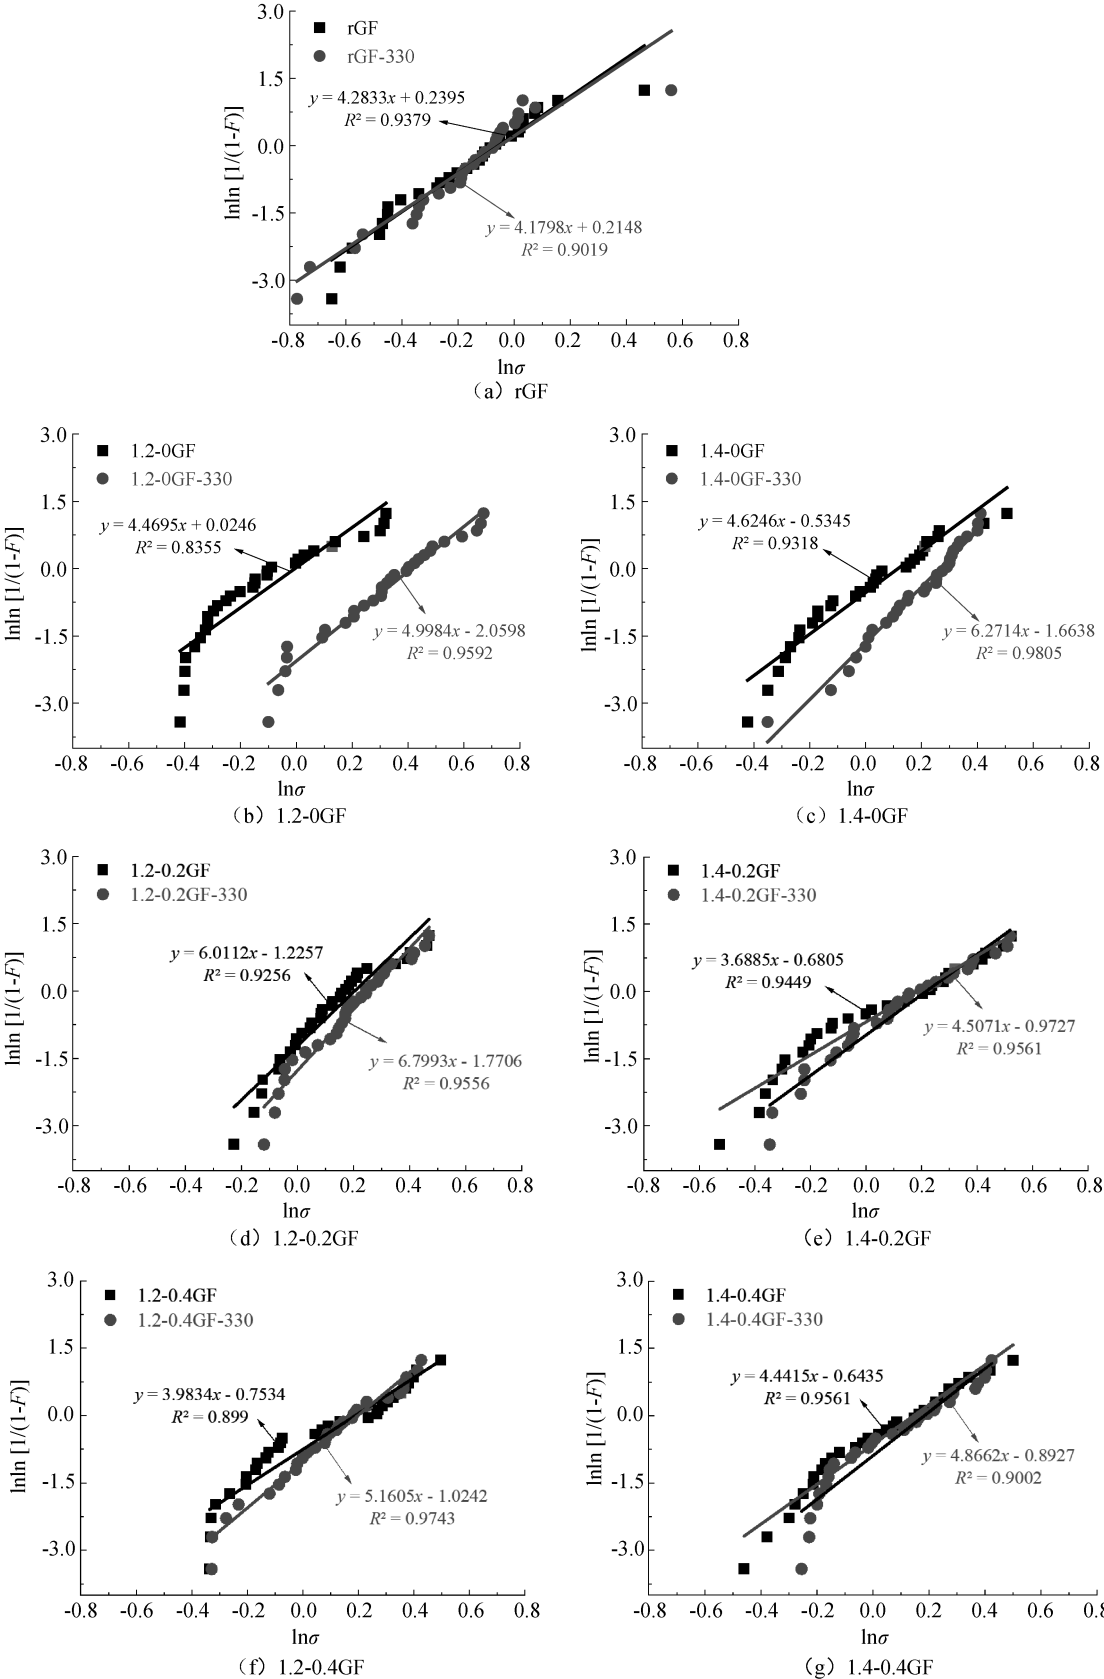 3.0
rGF
rGF-330
1.5
y = 4.2833x + 0.2395
R² = 0.9379
0.0
-1.5
y = 4.1798x + 0.2148
R² = 0.9019
-3.0
lnln [1/(1-F)]
-0.8 -0.6 -0.4 -0.2 0.0 0.2 0.4 0.6 0.8
lnσ
（a）rGF
3.0
1.2-0GF
1.2-0GF-330
1.5
y = 4.4695x + 0.0246
R² = 0.8355
0.0
-1.5
y = 4.9984x - 2.0598
R² = 0.9592
-3.0
lnln [1/(1-F)]
-0.8 -0.6 -0.4 -0.2 0.0 0.2 0.4 0.6 0.8
lnσ
（b）1.2-0GF
3.0
1.4-0GF
1.4-0GF-330
1.5
y = 4.6246x - 0.5345
R² = 0.9318
0.0
-1.5
y = 6.2714x - 1.6638
R² = 0.9805
-3.0
lnln [1/(1-F)]
-0.8 -0.6 -0.4 -0.2 0.0 0.2 0.4 0.6 0.8
lnσ
（c）1.4-0GF
3.0
1.2-0.2GF
1.2-0.2GF-330
1.5
y = 6.0112x - 1.2257
R² = 0.9256
0.0
-1.5
y = 6.7993x - 1.7706
R² = 0.9556
-3.0
lnln [1/(1-F)]
-0.8 -0.6 -0.4 -0.2 0.0 0.2 0.4 0.6 0.8
lnσ
（d）1.2-0.2GF
3.0
1.4-0.2GF
1.4-0.2GF-330
1.5
y = 3.6885x - 0.6805
R² = 0.9449
0.0
-1.5
y = 4.5071x - 0.9727
R² = 0.9561
-3.0
lnln [1/(1-F)]
-0.8 -0.6 -0.4 -0.2 0.0 0.2 0.4 0.6 0.8
lnσ
（e）1.4-0.2GF
3.0
1.2-0.4GF
1.2-0.4GF-330
1.5
y = 3.9834x - 0.7534
R² = 0.899
0.0
-1.5
y = 5.1605x - 1.0242
R² = 0.9743
-3.0
lnln [1/(1-F)]
-0.8 -0.6 -0.4 -0.2 0.0 0.2 0.4 0.6 0.8
lnσ
（f）1.2-0.4GF
3.0
1.4-0.4GF
1.4-0.4GF-330
1.5
y = 4.4415x - 0.6435
R² = 0.9561
0.0
-1.5
y = 4.8662x - 0.8927
R² = 0.9002
-3.0
lnln [1/(1-F)]
-0.8 -0.6 -0.4 -0.2 0.0 0.2 0.4 0.6 0.8
lnσ
（g）1.4-0.4GF